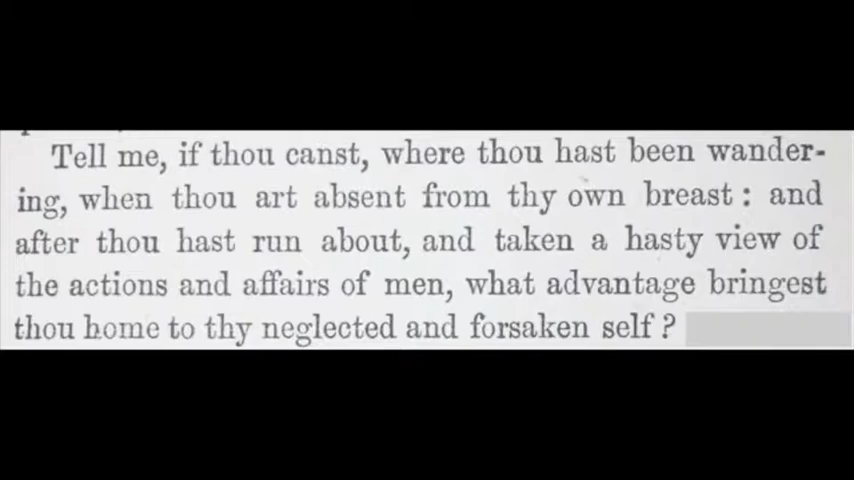 Tell me, if thou canst, where thou hast been wander-
ing, when thou art absent from thy own breast: and
after thou hast run about, and taken a hasty view of
the actions and affairs of men, what advantage bringest
thou home to thy neglected and forsaken self?